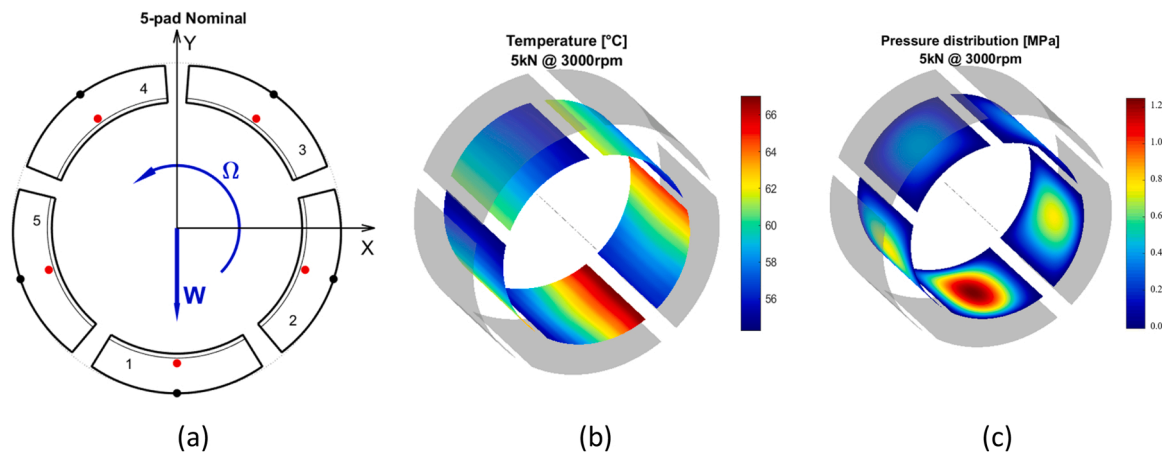 5-pad Nominal
Y
4
3
Ω
5
X
W
2
1
(a)
Temperature [°C]
5kN @ 3000rpm
66
64
62
60
58
56
(b)
Pressure distribution [MPa]
5kN @ 3000rpm
1.2
1.0
0.8
0.6
0.4
0.2
0.0
(c)